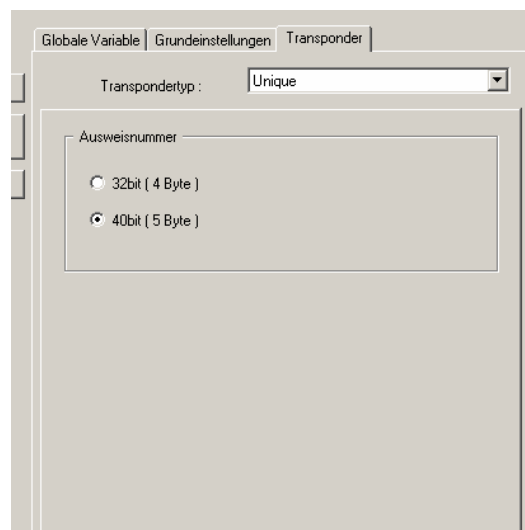 Globale Variable Grundeinstellungen Transponder
Transpondertyp : Unique
Ausweisnummer
32bit ( 4 Byte )
40bit ( 5 Byte )